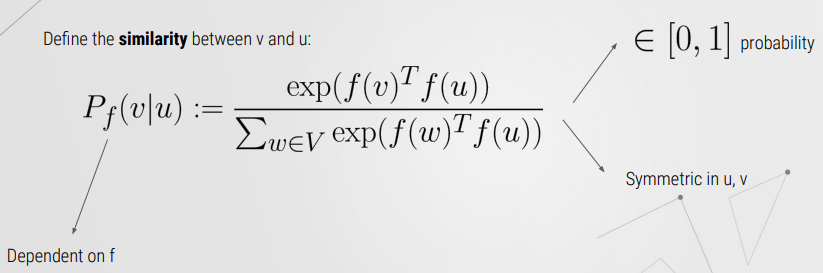 Define the similarity between v and u:
∈ [0, 1] probability
P_f(v|u) := exp(f(v)^T f(u)) / ∑_{w∈V} exp(f(w)^T f(u))
Symmetric in u, v
Dependent on f